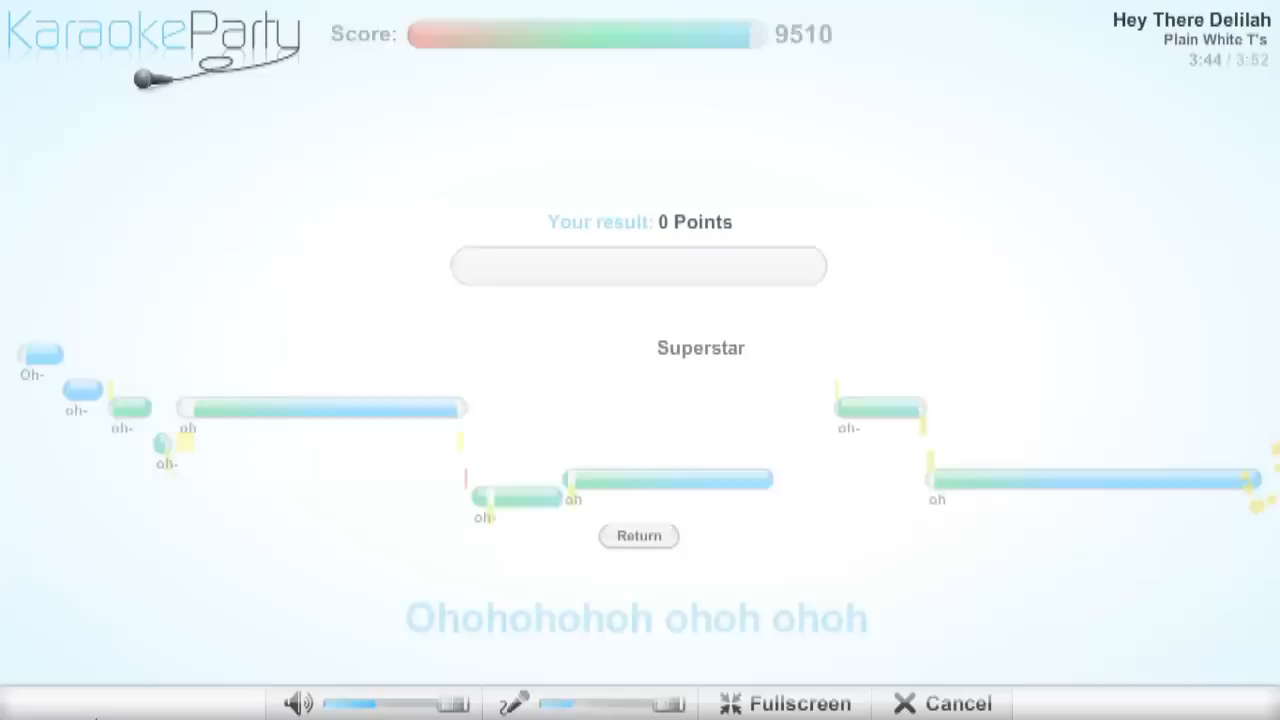 KaraokeParty
Score: 9510
Hey There Delilah
Plain White T's
3:44 / 3:52
Your result: 0 Points
Superstar
Oh-
oh-
oh-
oh-
oh
oh-
oh
oh-
oh
Return
Ohohohohoh ohoh ohoh
Fullscreen
Cancel